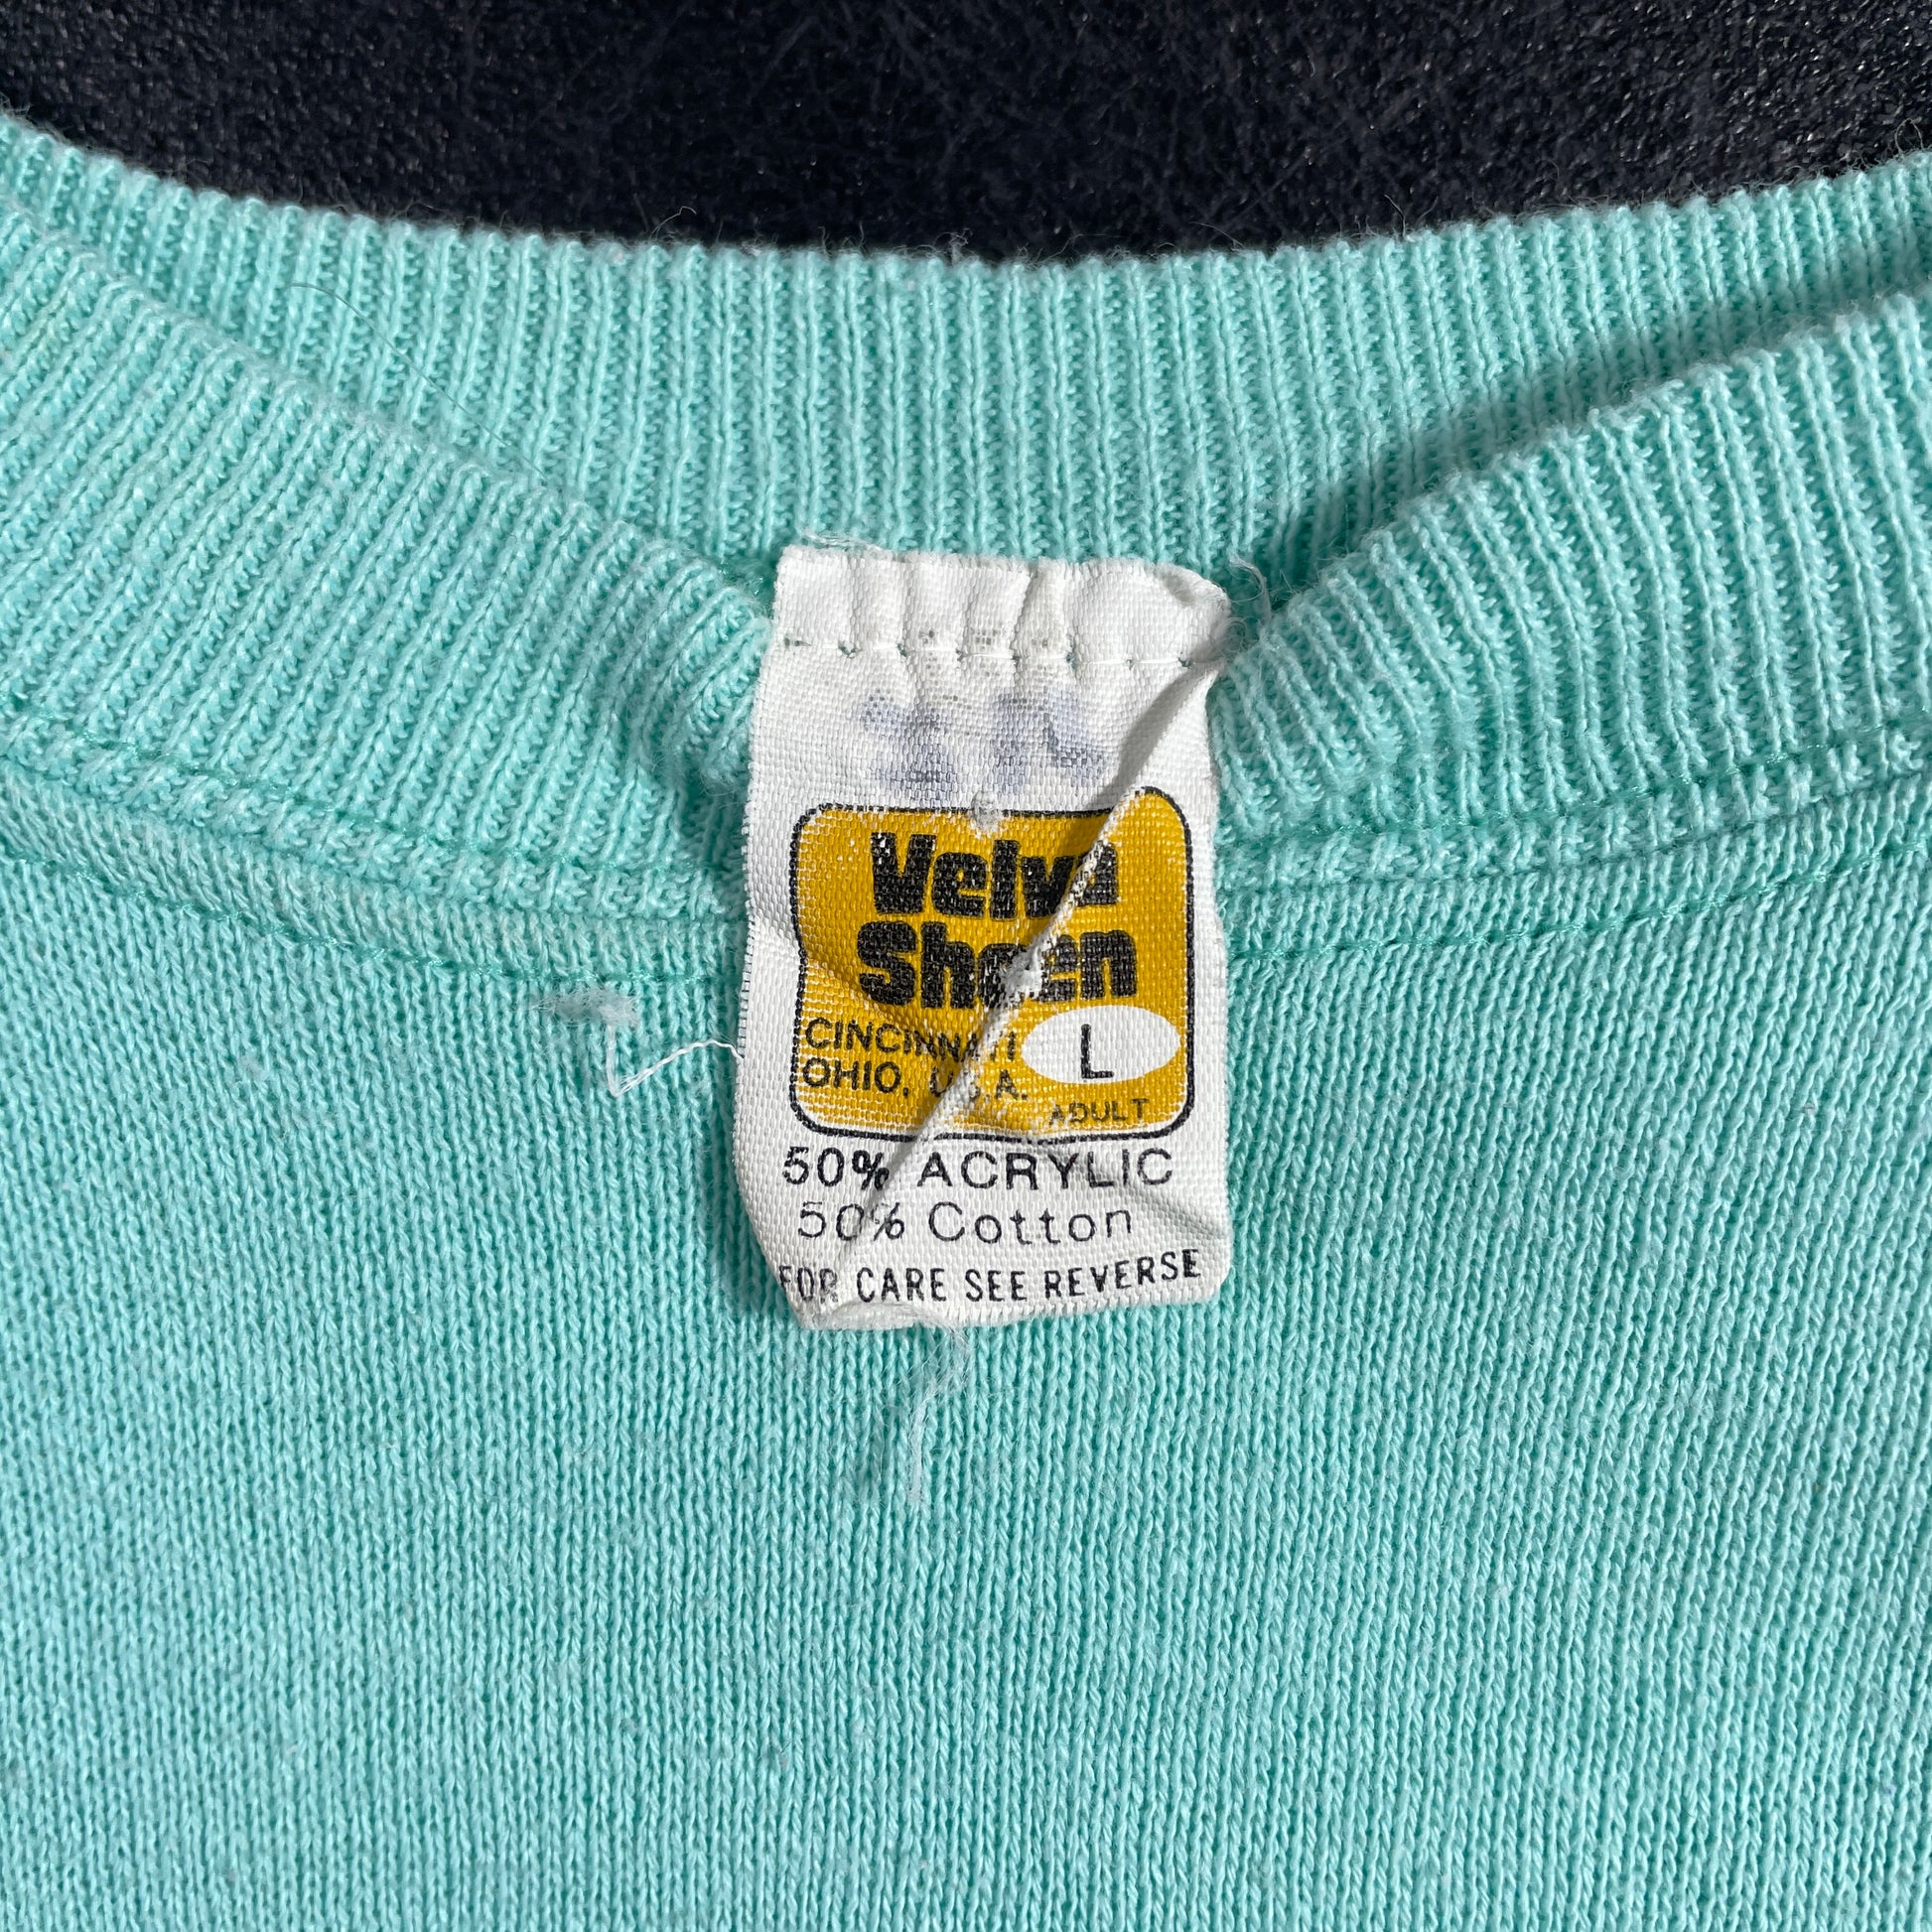 Velva
Sheen
CINCINNATI
OHIO, U.S.A.
L
ADULT
50% ACRYLIC
50% Cotton
FOR CARE SEE REVERSE